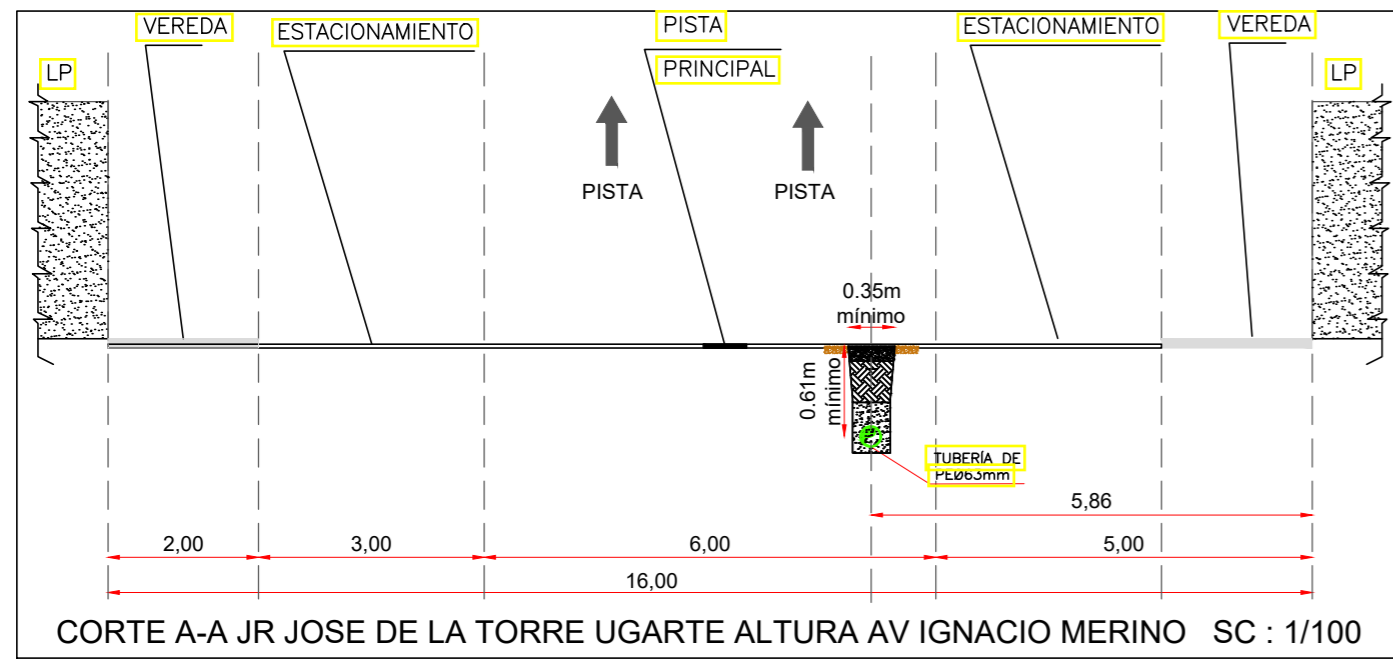 VEREDA
ESTACIONAMIENTO
PISTA
PRINCIPAL
ESTACIONAMIENTO
VEREDA
LP
LP
PISTA
PISTA
0.35m
mínimo
0.61m
mínimo
TUBERÍA DE
PEØ63mm
5,86
2,00
3,00
6,00
5,00
16,00
CORTE A-A JR JOSE DE LA TORRE UGARTE ALTURA AV IGNACIO MERINO SC : 1/100